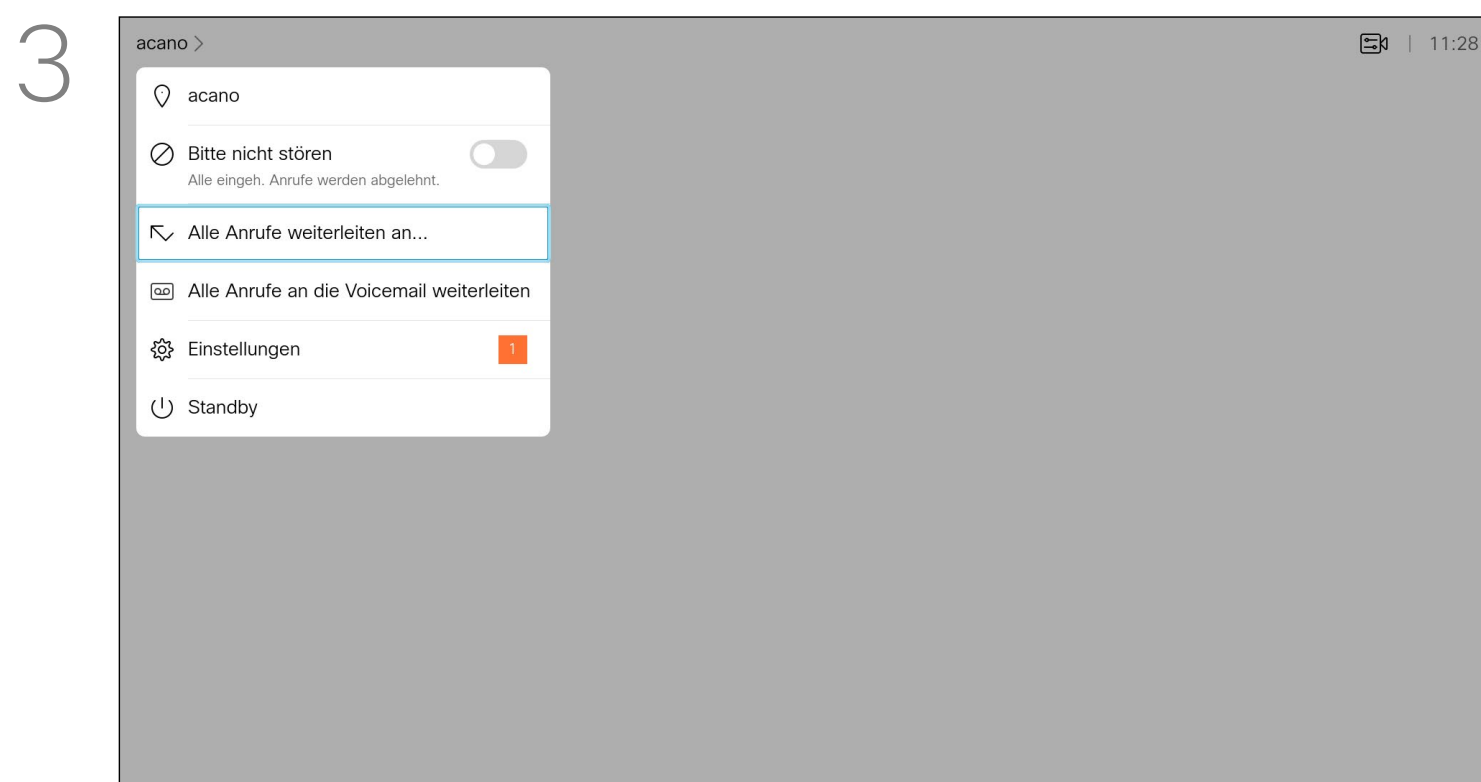 3
acano >
11:28
acano
Bitte nicht stören
Alle eingeh. Anrufe werden abgelehnt.
Alle Anrufe weiterleiten an...
Alle Anrufe an die Voicemail weiterleiten
Einstellungen 1
Standby